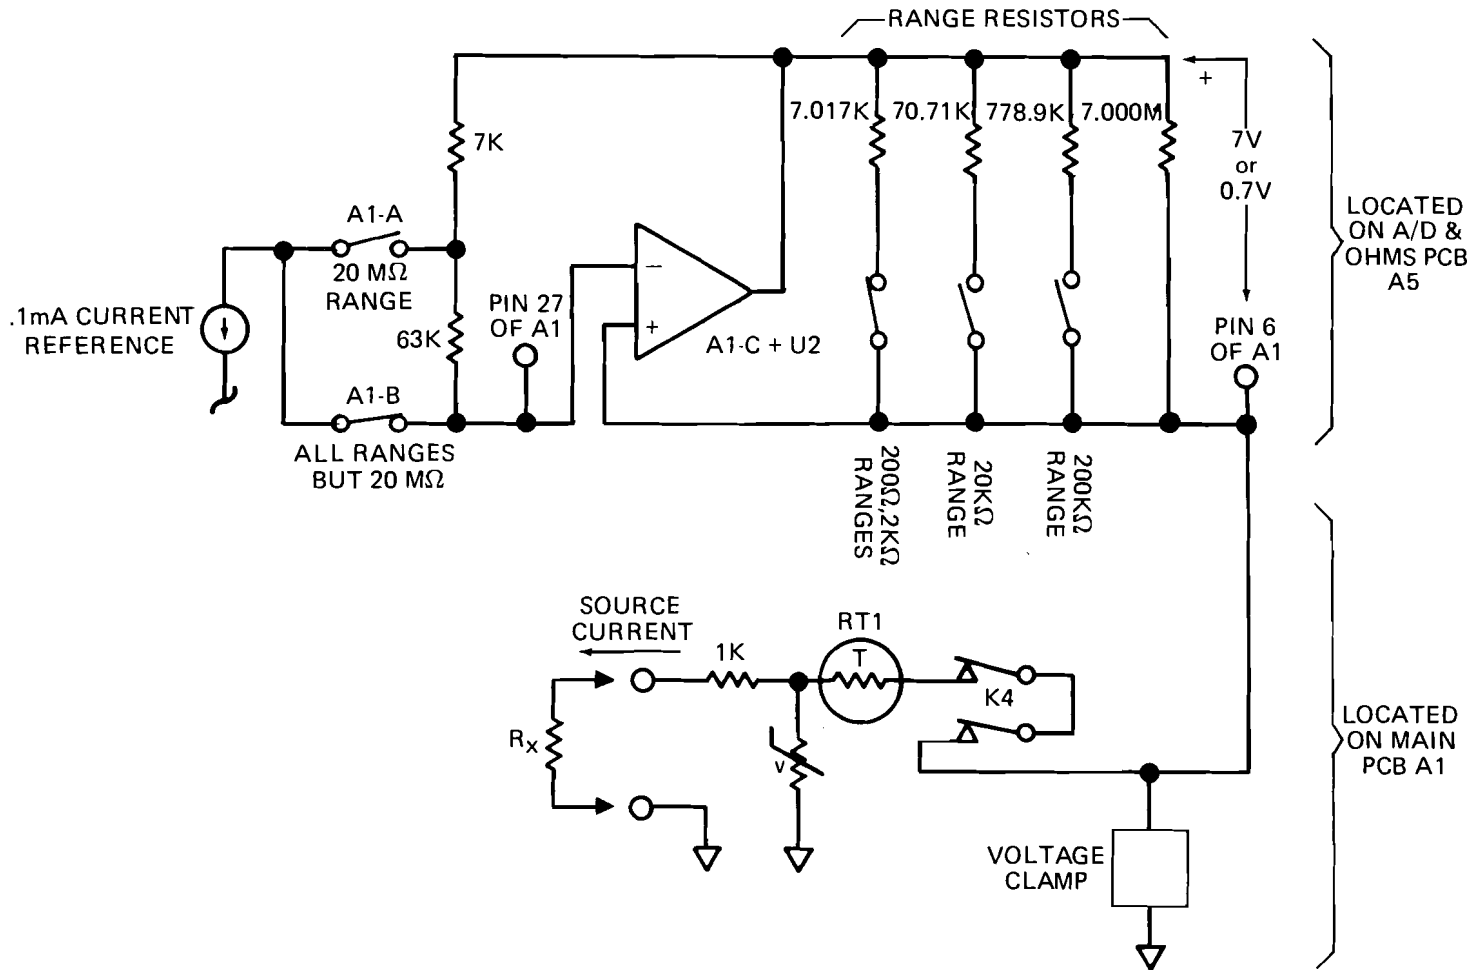 RANGE RESISTORS
7.017K
70.71K
778.9K
7.000M
+
7V
or
0.7V
7K
A1-A
20 MΩ
RANGE
PIN 27
OF A1
63K
.1mA CURRENT
REFERENCE
−
+
A1-C + U2
PIN 6
OF A1
LOCATED
ON A/D &
OHMS PCB
A5
A1-B
ALL RANGES
BUT 20 MΩ
200Ω,2KΩ
RANGES
20KΩ
RANGE
200KΩ
RANGE
SOURCE
CURRENT
1K
RT1
T
K4
Rx
v
LOCATED
ON MAIN
PCB A1
VOLTAGE
CLAMP